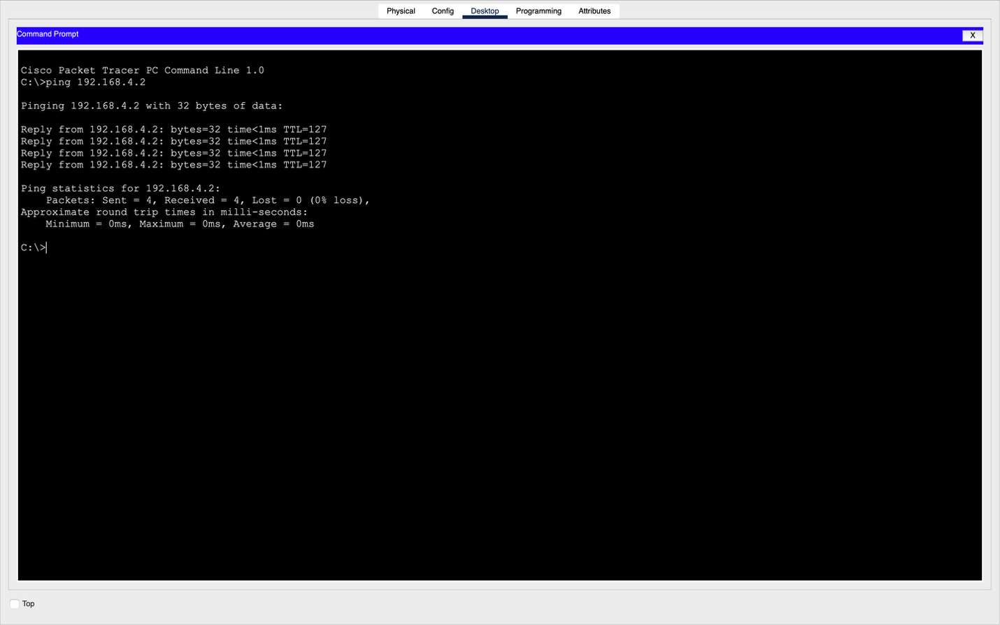 Physical Config Desktop Programming Attributes
Command Prompt
X
Cisco Packet Tracer PC Command Line 1.0
C:\>ping 192.168.4.2
Pinging 192.168.4.2 with 32 bytes of data:
Reply from 192.168.4.2: bytes=32 time<1ms TTL=127
Reply from 192.168.4.2: bytes=32 time<1ms TTL=127
Reply from 192.168.4.2: bytes=32 time<1ms TTL=127
Reply from 192.168.4.2: bytes=32 time<1ms TTL=127
Ping statistics for 192.168.4.2:
Packets: Sent = 4, Received = 4, Lost = 0 (0% loss),
Approximate round trip times in milli-seconds:
Minimum = 0ms, Maximum = 0ms, Average = 0ms
C:\>
Top